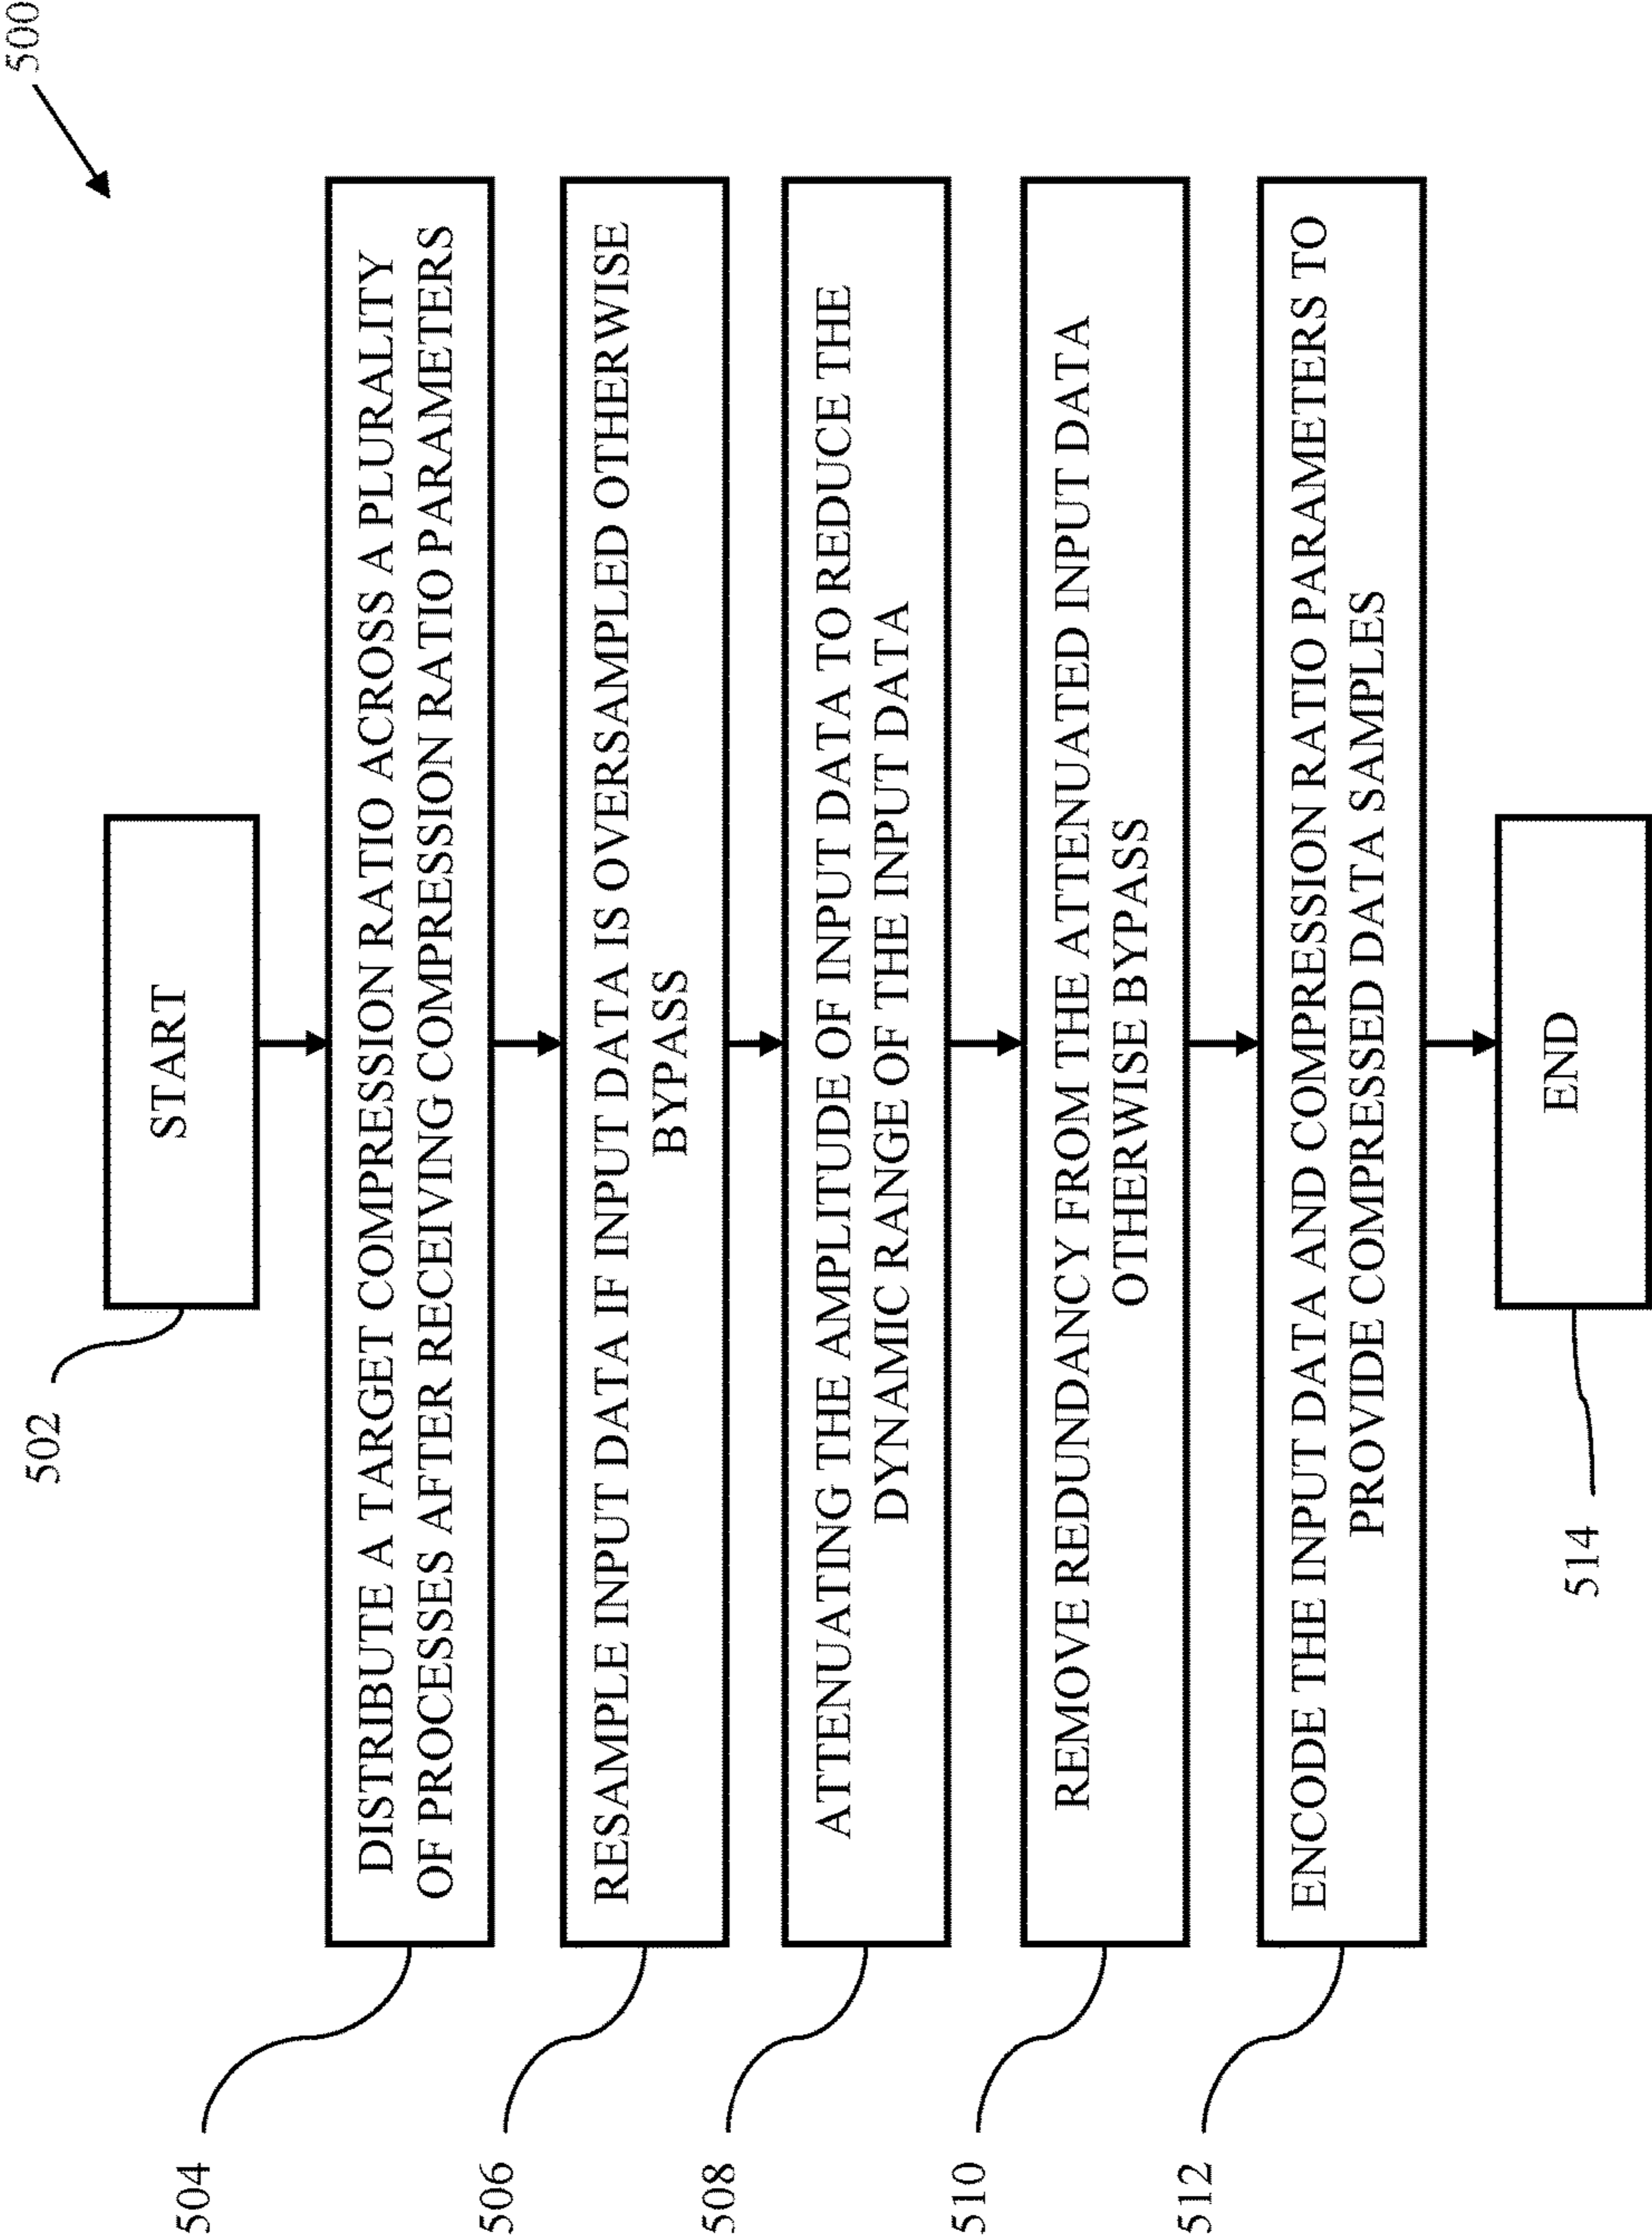 500
502
START
504
DISTRIBUTE A TARGET COMPRESSION RATIO ACROSS A PLURALITY
OF PROCESSES AFTER RECEIVING COMPRESSION RATIO PARAMETERS
506
RESAMPLE INPUT DATA IF INPUT DATA IS OVERSAMPLED OTHERWISE
BYPASS
508
ATTENUATING THE AMPLITUDE OF INPUT DATA TO REDUCE THE
DYNAMIC RANGE OF THE INPUT DATA
510
REMOVE REDUNDANCY FROM THE ATTENUATED INPUT DATA
OTHERWISE BYPASS
512
ENCODE THE INPUT DATA AND COMPRESSION RATIO PARAMETERS TO
PROVIDE COMPRESSED DATA SAMPLES
514
END